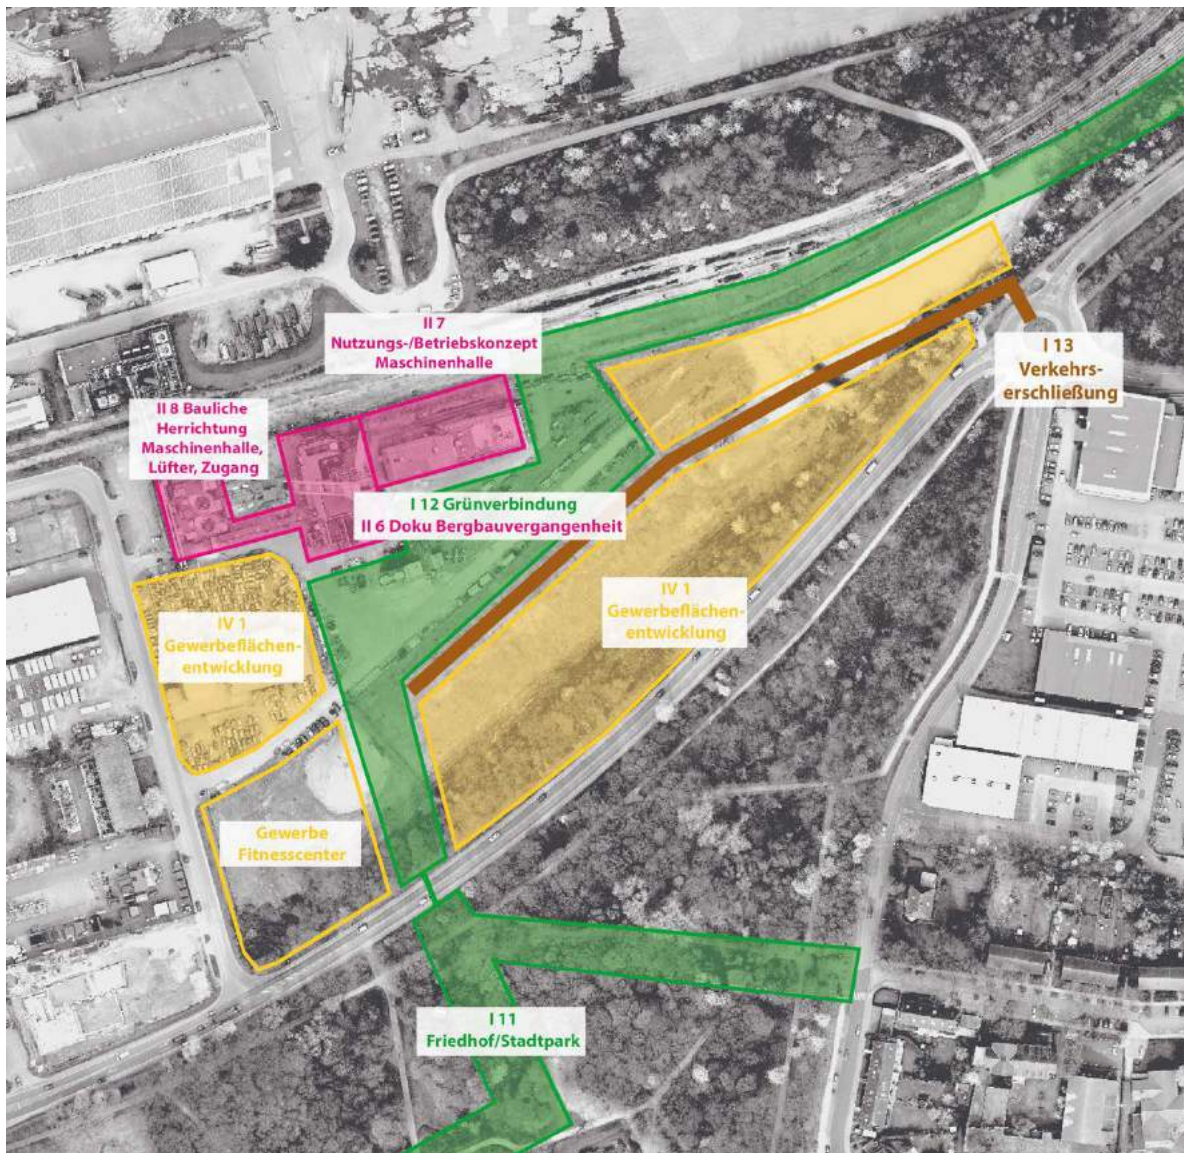 II 7
Nutzungs-/Betriebskonzept
Maschinenhalle
I 13
Verkehrs-
erschließung
II 8 Bauliche
Herrichtung
Maschinenhalle,
Lüfter, Zugang
I 12 Grünverbindung
II 6 Doku Bergbauvergangenheit
IV 1
Gewerbeflächen-
entwicklung
IV 1
Gewerbeflächen-
entwicklung
Gewerbe
Fitnesscenter
I 11
Friedhof/Stadtpark